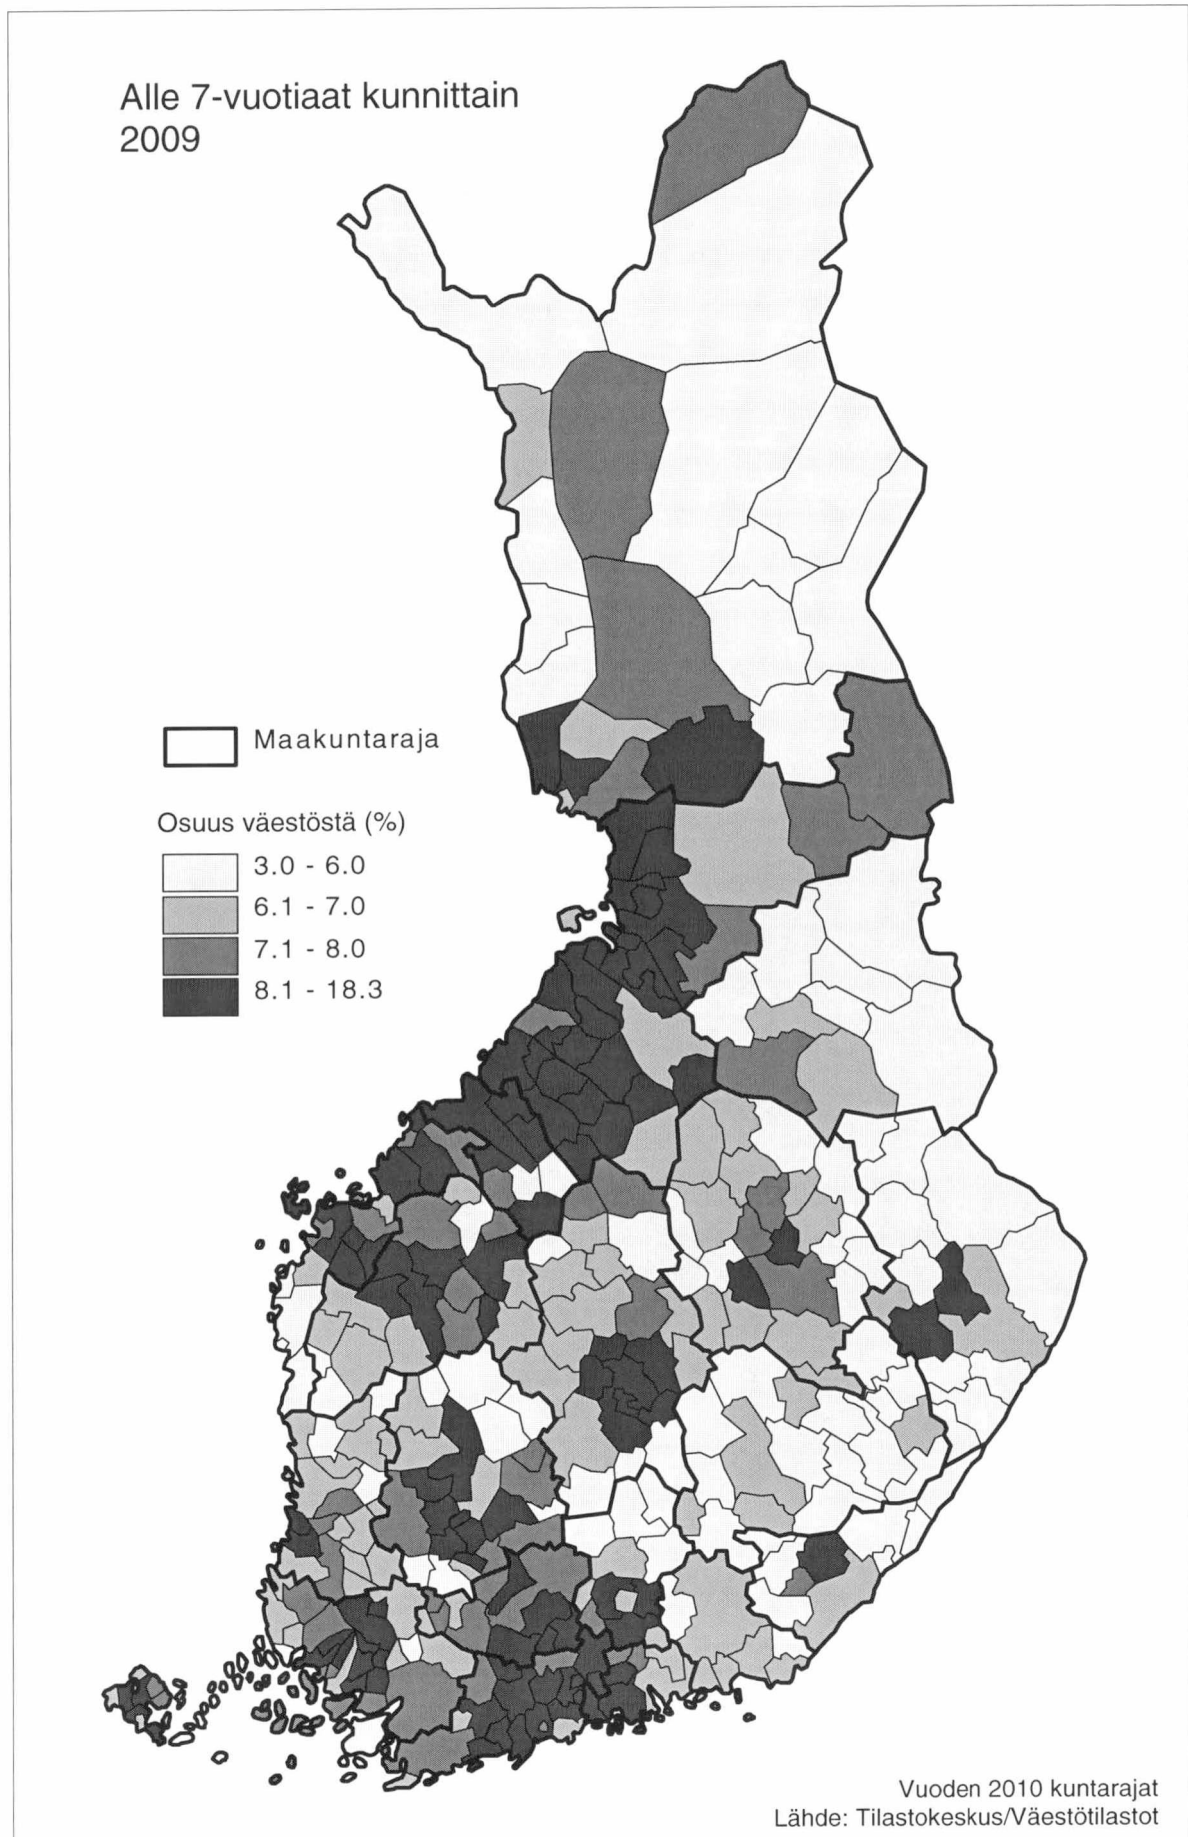 Alle 7-vuotiaat kunnittain
2009
Maakuntaraja
Osuus väestöstä (%)
3.0 - 6.0
6.1 - 7.0
7.1 - 8.0
8.1 - 18.3
Vuoden 2010 kuntarajat
Lähde: Tilastokeskus/Väestötilastot